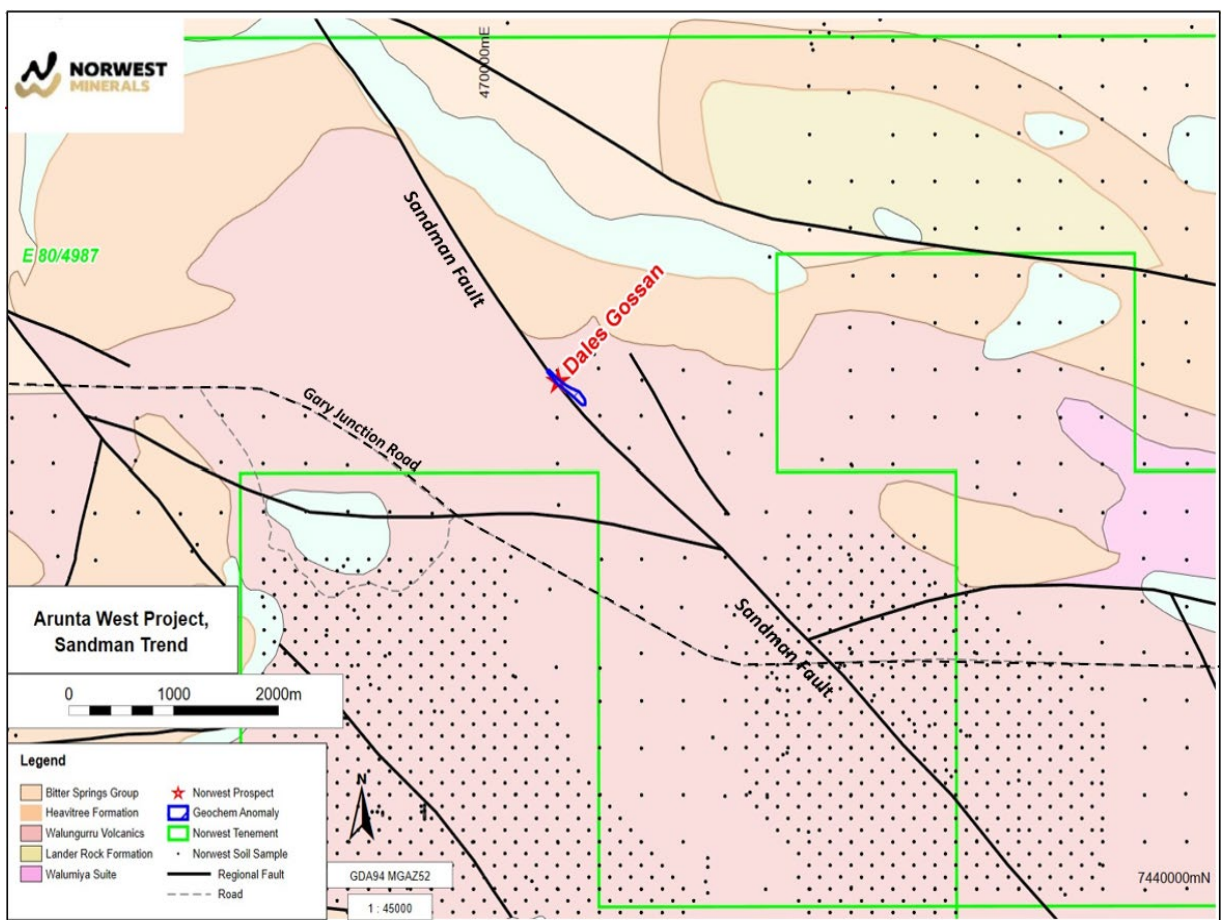 NORWEST
MINERALS
470000mE
E 80/4987
Sandman Fault
Dales Gossan
Gary Junction Road
Sandman Fault
Arunta West Project,
Sandman Trend
0 1000 2000m
Legend
Bitter Springs Group
Heavitree Formation
Walungurru Volcanics
Lander Rock Formation
Walumiya Suite
Norwest Prospect
Geochem Anomaly
Norwest Tenement
Norwest Soil Sample
Regional Fault
Road
N
GDA94 MGAZ52
1 : 45000
7440000mN